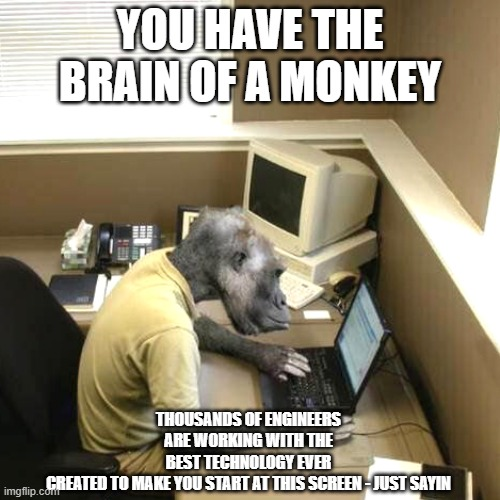 YOU HAVE THE
BRAIN OF A MONKEY
THOUSANDS OF ENGINEERS
ARE WORKING WITH THE
BEST TECHNOLOGY EVER
CREATED TO MAKE YOU START AT THIS SCREEN - JUST SAYIN
imgflip.com